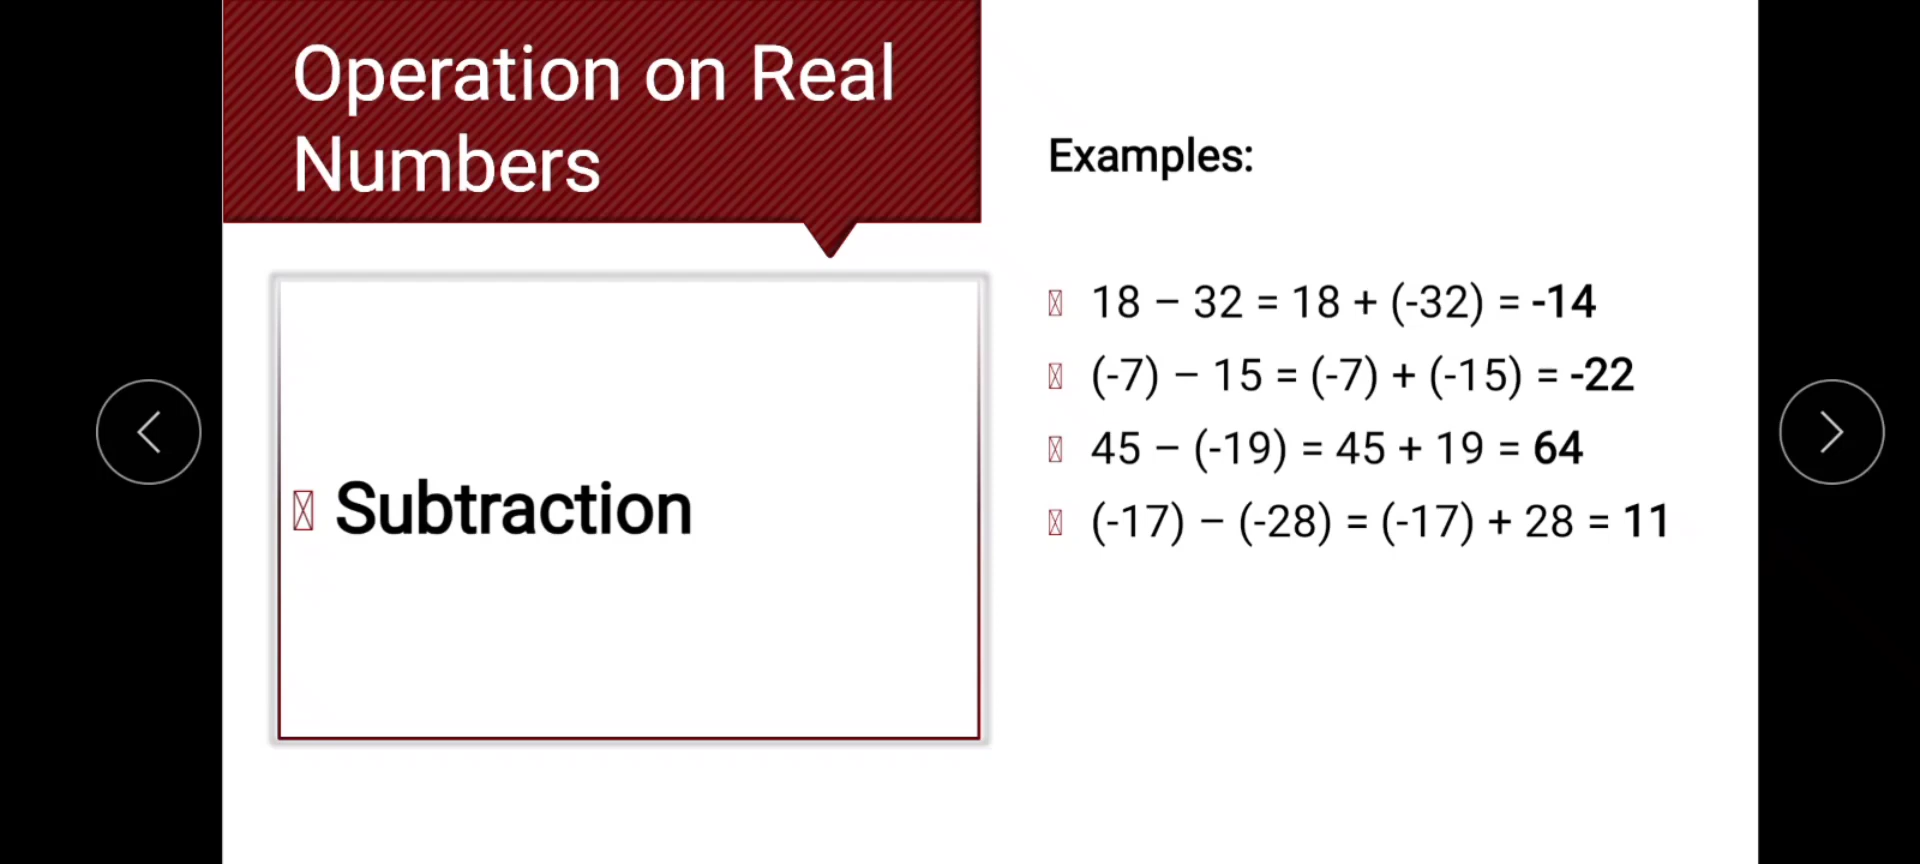 Operation on Real
Numbers
Subtraction
Examples:
18 – 32 = 18 + (-32) = -14
(-7) – 15 = (-7) + (-15) = -22
45 – (-19) = 45 + 19 = 64
(-17) – (-28) = (-17) + 28 = 11